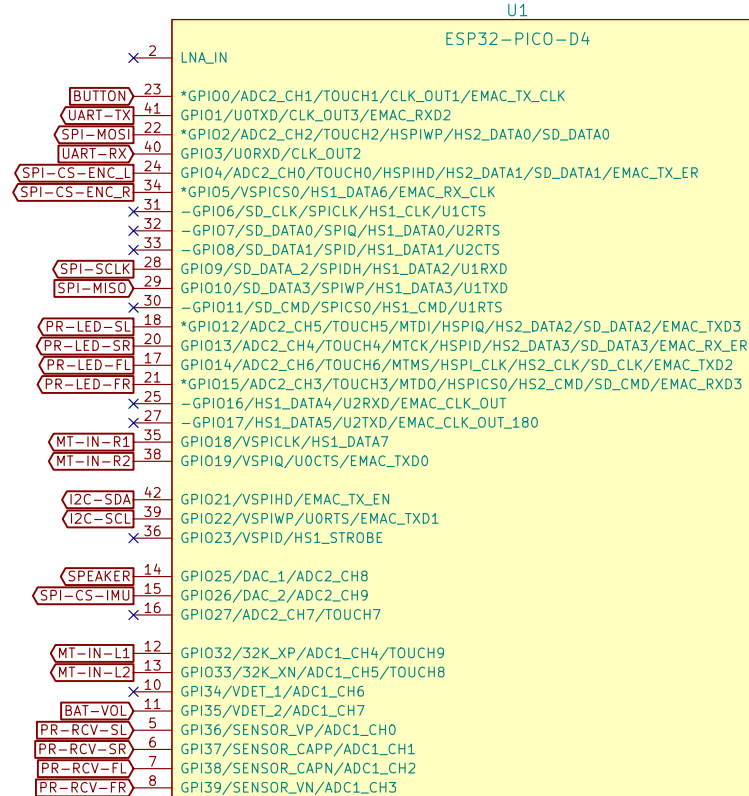 U1
ESP32-PICO-D4
2 LNA_IN
BUTTON 23 *GPIO0/ADC2_CH1/TOUCH1/CLK_OUT1/EMAC_TX_CLK
UART-TX 41 GPIO1/U0TXD/CLK_OUT3/EMAC_RXD2
SPI-MOSI 22 *GPIO2/ADC2_CH2/TOUCH2/HSPIWP/HS2_DATA0/SD_DATA0
UART-RX 40 GPIO3/U0RXD/CLK_OUT2
SPI-CS-ENC_L 24 GPIO4/ADC2_CH0/TOUCH0/HSPIHD/HS2_DATA1/SD_DATA1/EMAC_TX_ER
SPI-CS-ENC_R 34 *GPIO5/VSPICS0/HS1_DATA6/EMAC_RX_CLK
31 -GPIO6/SD_CLK/SPICLK/HS1_CLK/U1CTS
32 -GPIO7/SD_DATA0/SPIQ/HS1_DATA0/U2RTS
33 -GPIO8/SD_DATA1/SPID/HS1_DATA1/U2CTS
SPI-SCLK 28 GPIO9/SD_DATA_2/SPIDH/HS1_DATA2/U1RXD
SPI-MISO 29 GPIO10/SD_DATA3/SPIWP/HS1_DATA3/U1TXD
30 -GPIO11/SD_CMD/SPICS0/HS1_CMD/U1RTS
PR-LED-SL 18 *GPIO12/ADC2_CH5/TOUCH5/MTDI/HSPIQ/HS2_DATA2/SD_DATA2/EMAC_TXD3
PR-LED-SR 20 GPIO13/ADC2_CH4/TOUCH4/MTCK/HSPID/HS2_DATA3/SD_DATA3/EMAC_RX_ER
PR-LED-FL 17 GPIO14/ADC2_CH6/TOUCH6/MTMS/HSPI_CLK/HS2_CLK/SD_CLK/EMAC_TXD2
PR-LED-FR 21 *GPIO15/ADC2_CH3/TOUCH3/MTDO/HSPICS0/HS2_CMD/SD_CMD/EMAC_RXD3
25 -GPIO16/HS1_DATA4/U2RXD/EMAC_CLK_OUT
27 -GPIO17/HS1_DATA5/U2TXD/EMAC_CLK_OUT_180
MT-IN-R1 35 GPIO18/VSPICLK/HS1_DATA7
MT-IN-R2 38 GPIO19/VSPIQ/U0CTS/EMAC_TXD0
I2C-SDA 42 GPIO21/VSPIHD/EMAC_TX_EN
I2C-SCL 39 GPIO22/VSPIWP/U0RTS/EMAC_TXD1
36 GPIO23/VSPID/HS1_STROBE
SPEAKER 14 GPIO25/DAC_1/ADC2_CH8
SPI-CS-IMU 15 GPIO26/DAC_2/ADC2_CH9
16 GPIO27/ADC2_CH7/TOUCH7
MT-IN-L1 12 GPIO32/32K_XP/ADC1_CH4/TOUCH9
MT-IN-L2 13 GPIO33/32K_XN/ADC1_CH5/TOUCH8
10 GPI34/VDET_1/ADC1_CH6
BAT-VOL 11 GPI35/VDET_2/ADC1_CH7
PR-RCV-SL 5 GPI36/SENSOR_VP/ADC1_CH0
PR-RCV-SR 6 GPI37/SENSOR_CAPP/ADC1_CH1
PR-RCV-FL 7 GPI38/SENSOR_CAPN/ADC1_CH2
PR-RCV-FR 8 GPI39/SENSOR_VN/ADC1_CH3